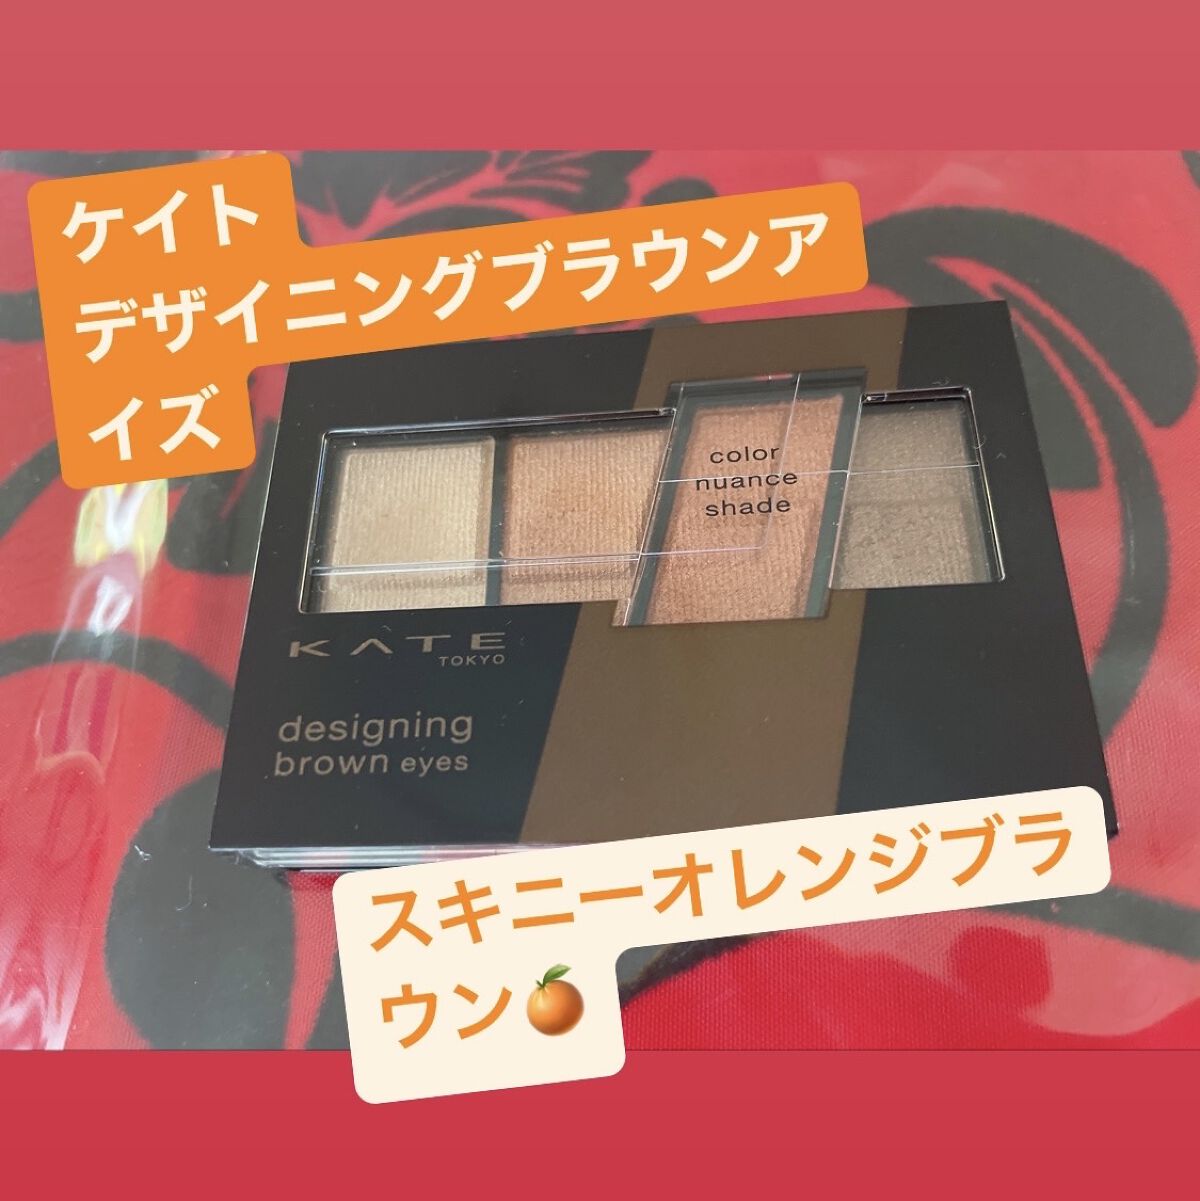 ケイト
デザイニングブラウンア
イズ
color
nuance
shade
KATE
TOKYO
designing
brown eyes
スキニーオレンジブラ
ウン🍊